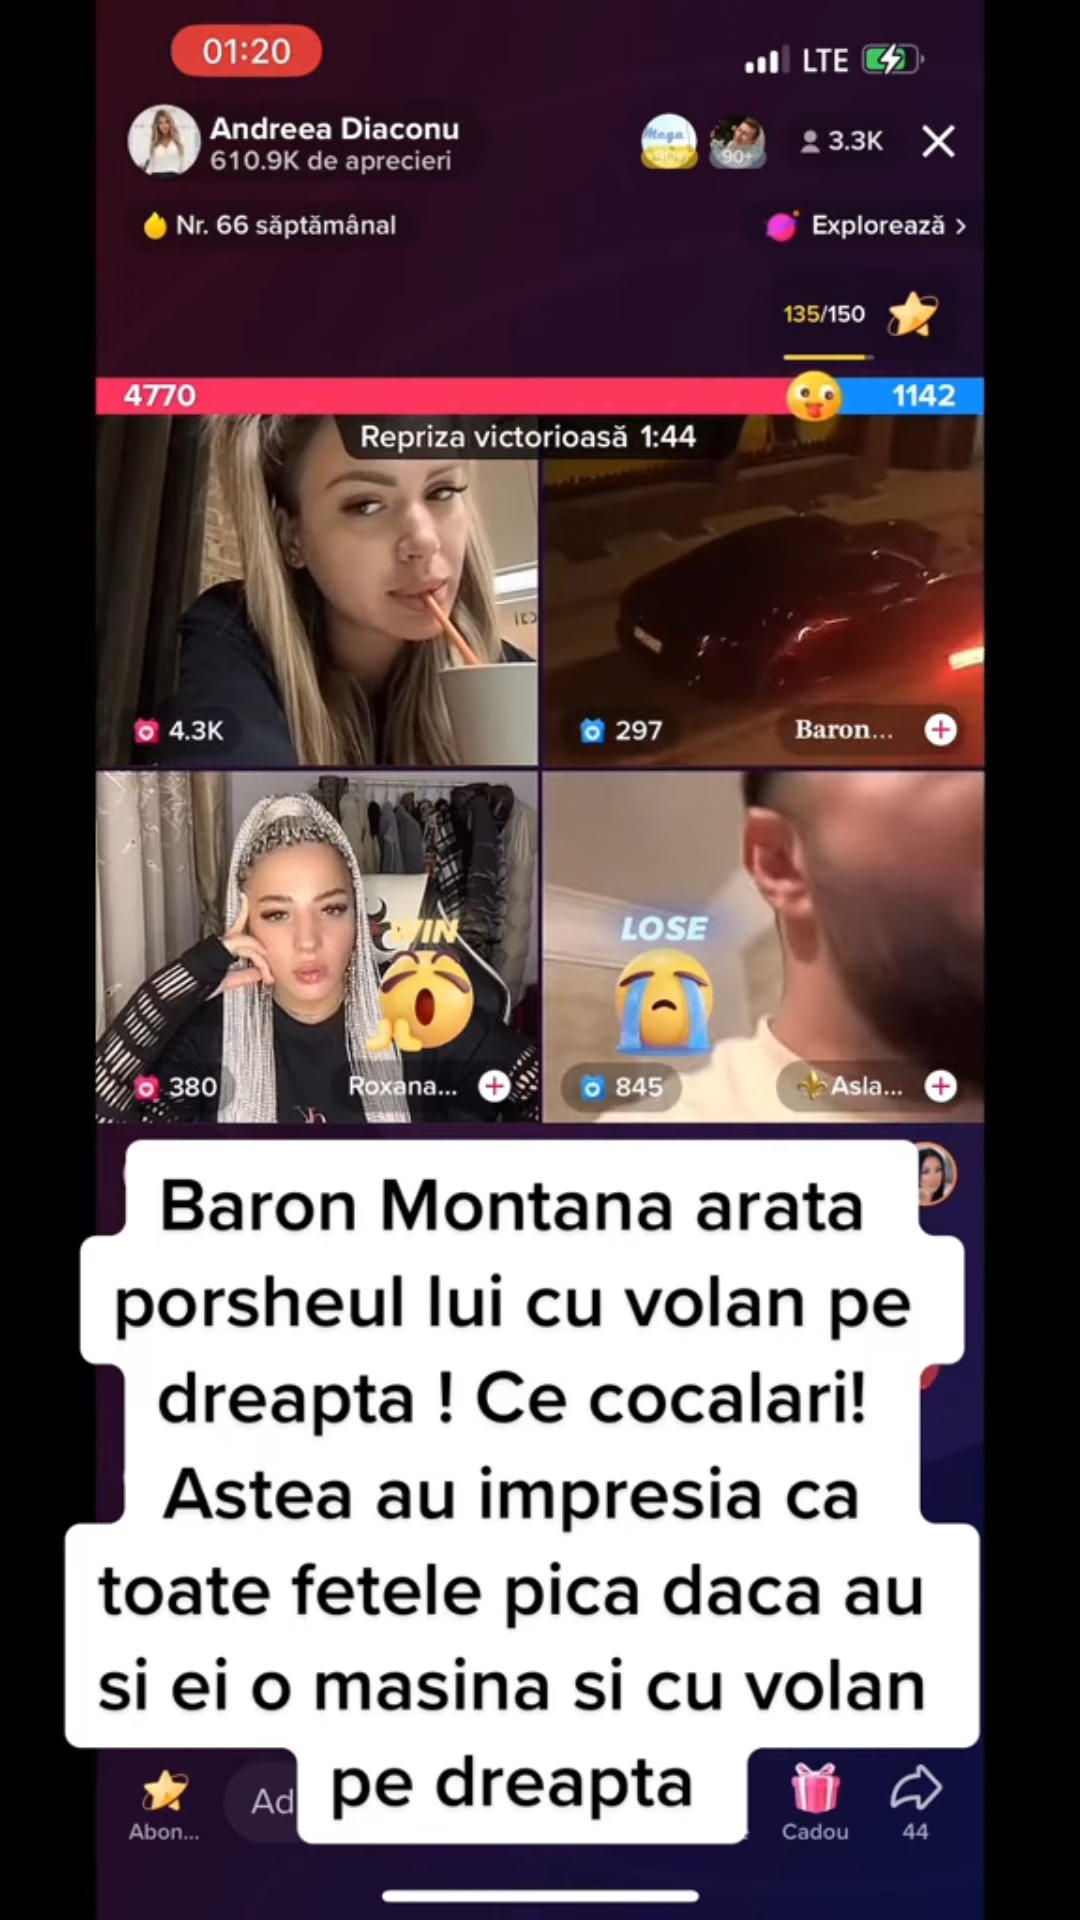 01:20
LTE
Andreea Diaconu
610.9K de aprecieri
90+
3.3K
Nr. 66 săptămânal
Explorează >
135/150
4770
1142
Repriza victorioasă 1:44
4.3K
297
Baron...
WIN
LOSE
380
Roxana...
845
Asla...
Baron Montana arata
porsheul lui cu volan pe
dreapta ! Ce cocalari!
Astea au impresia ca
toate fetele pica daca au
si ei o masina si cu volan
pe dreapta
Ad
Abon...
Cadou
44